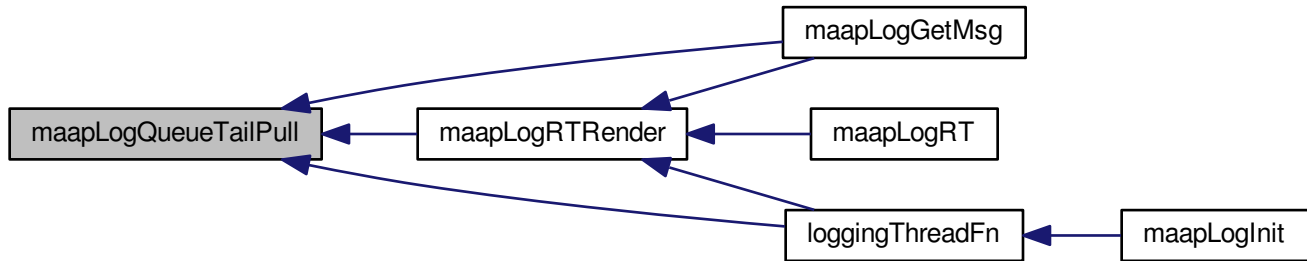 maapLogGetMsg
maapLogQueueTailPull
maapLogRTRender
maapLogRT
loggingThreadFn
maapLogInit